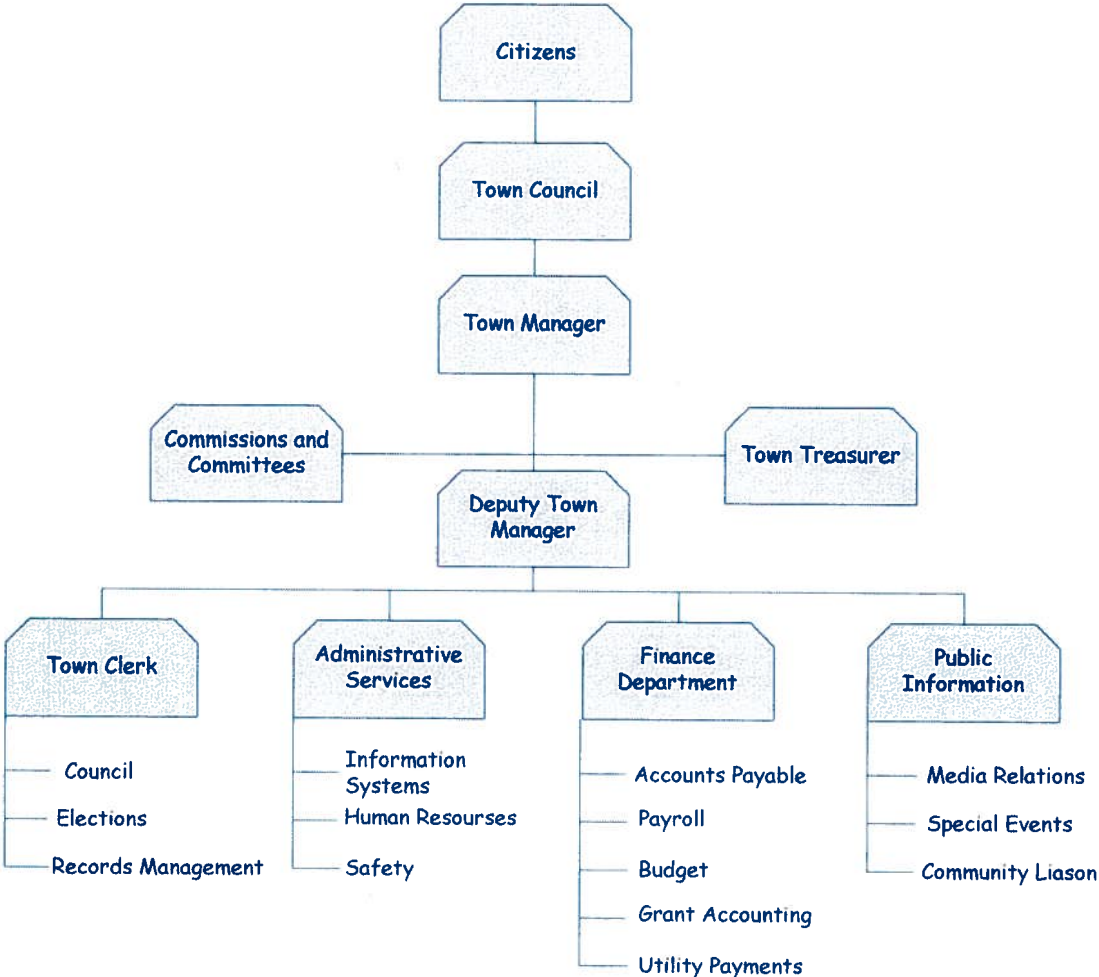 Citizens
Town Council
Town Manager
Commissions and
Committees
Town Treasurer
Deputy Town
Manager
Town Clerk
Council
Elections
Records Management
Administrative
Services
Information
Systems
Human Resourses
Safety
Finance
Department
Accounts Payable
Payroll
Budget
Grant Accounting
Utility Payments
Public
Information
Media Relations
Special Events
Community Liason